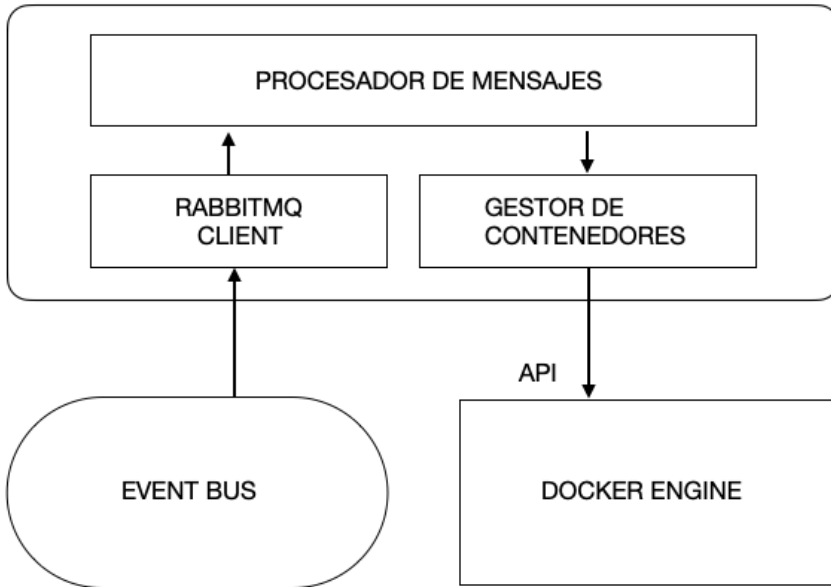 PROCESADOR DE MENSAJES
RABBITMQ
CLIENT
GESTOR DE
CONTENEDORES
API
EVENT BUS
DOCKER ENGINE